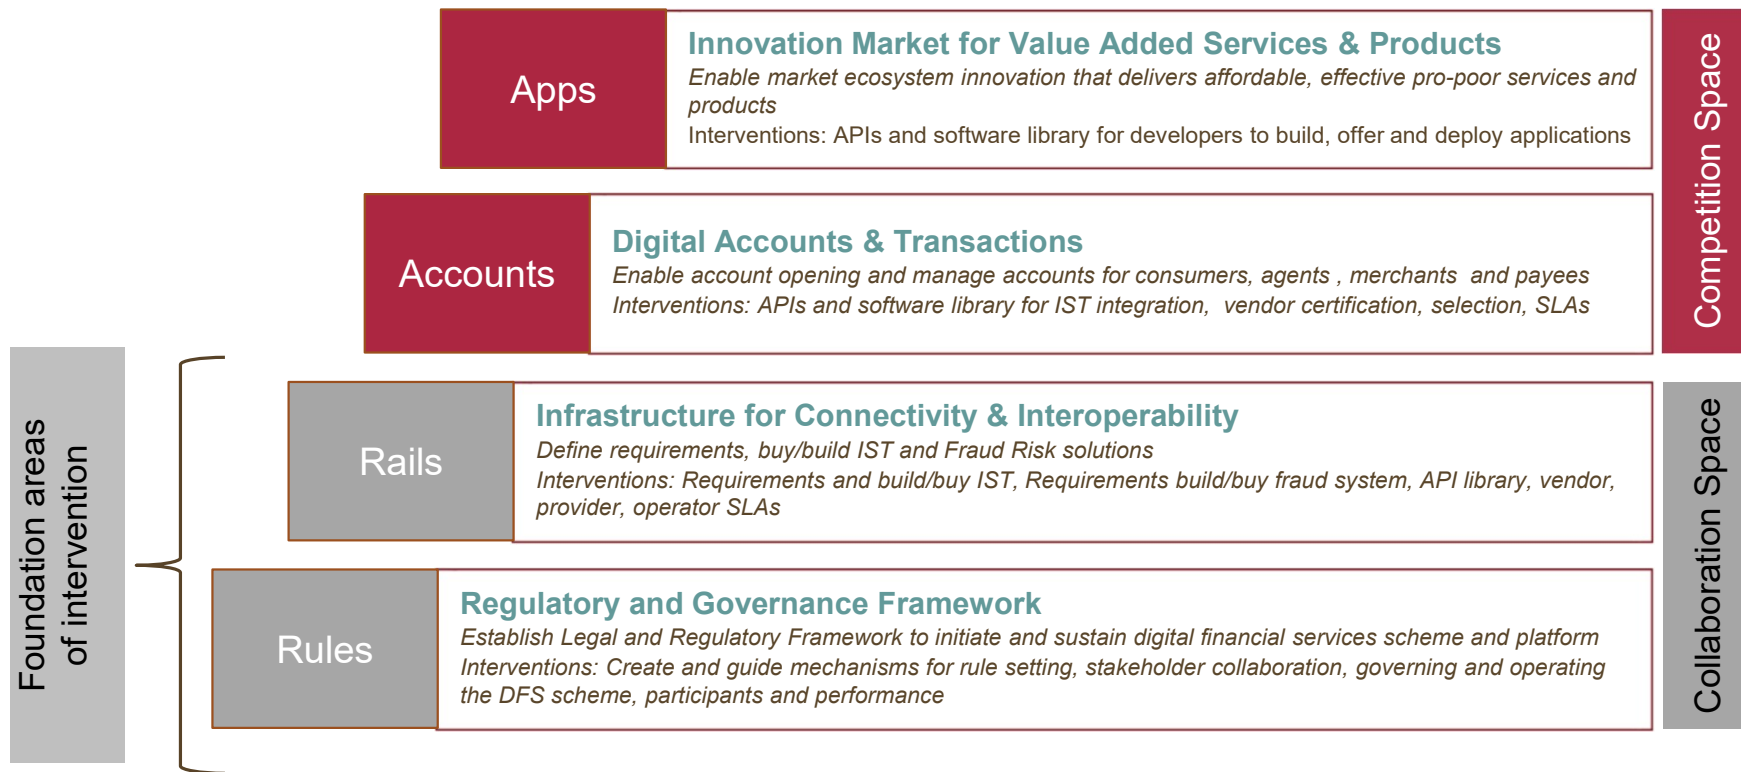 Apps
Innovation Market for Value Added Services & Products
Enable market ecosystem innovation that delivers affordable, effective pro-poor services and
products
Interventions: APIs and software library for developers to build, offer and deploy applications
Competition Space
Accounts
Digital Accounts & Transactions
Enable account opening and manage accounts for consumers, agents , merchants  and payees
Interventions: APIs and software library for IST integration,  vendor certification, selection, SLAs
Foundation areas
of intervention
Rails
Infrastructure for Connectivity & Interoperability
Define requirements, buy/build IST and Fraud Risk solutions
Interventions: Requirements and build/buy IST, Requirements build/buy fraud system, API library, vendor,
provider, operator SLAs
Collaboration Space
Rules
Regulatory and Governance Framework
Establish Legal and Regulatory Framework to initiate and sustain digital financial services scheme and platform
Interventions: Create and guide mechanisms for rule setting, stakeholder collaboration, governing and operating
the DFS scheme, participants and performance